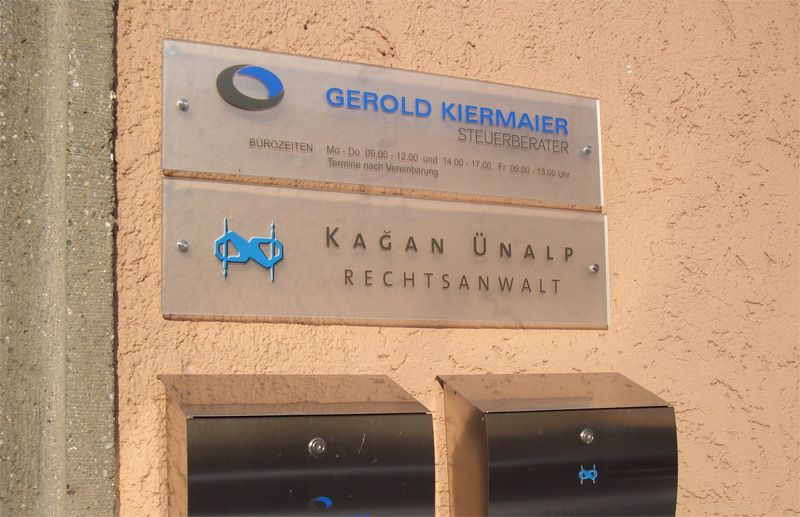 GEROLD KIERMAIER
STEUERBERATER
BÜROZEITEN: Mo - Do 09.00 - 12.00 und 14.00 - 17.00, Fr 09.00 - 13.00 Uhr
Termine nach Vereinbarung
KAĞAN ÜNALP
RECHTSANWALT